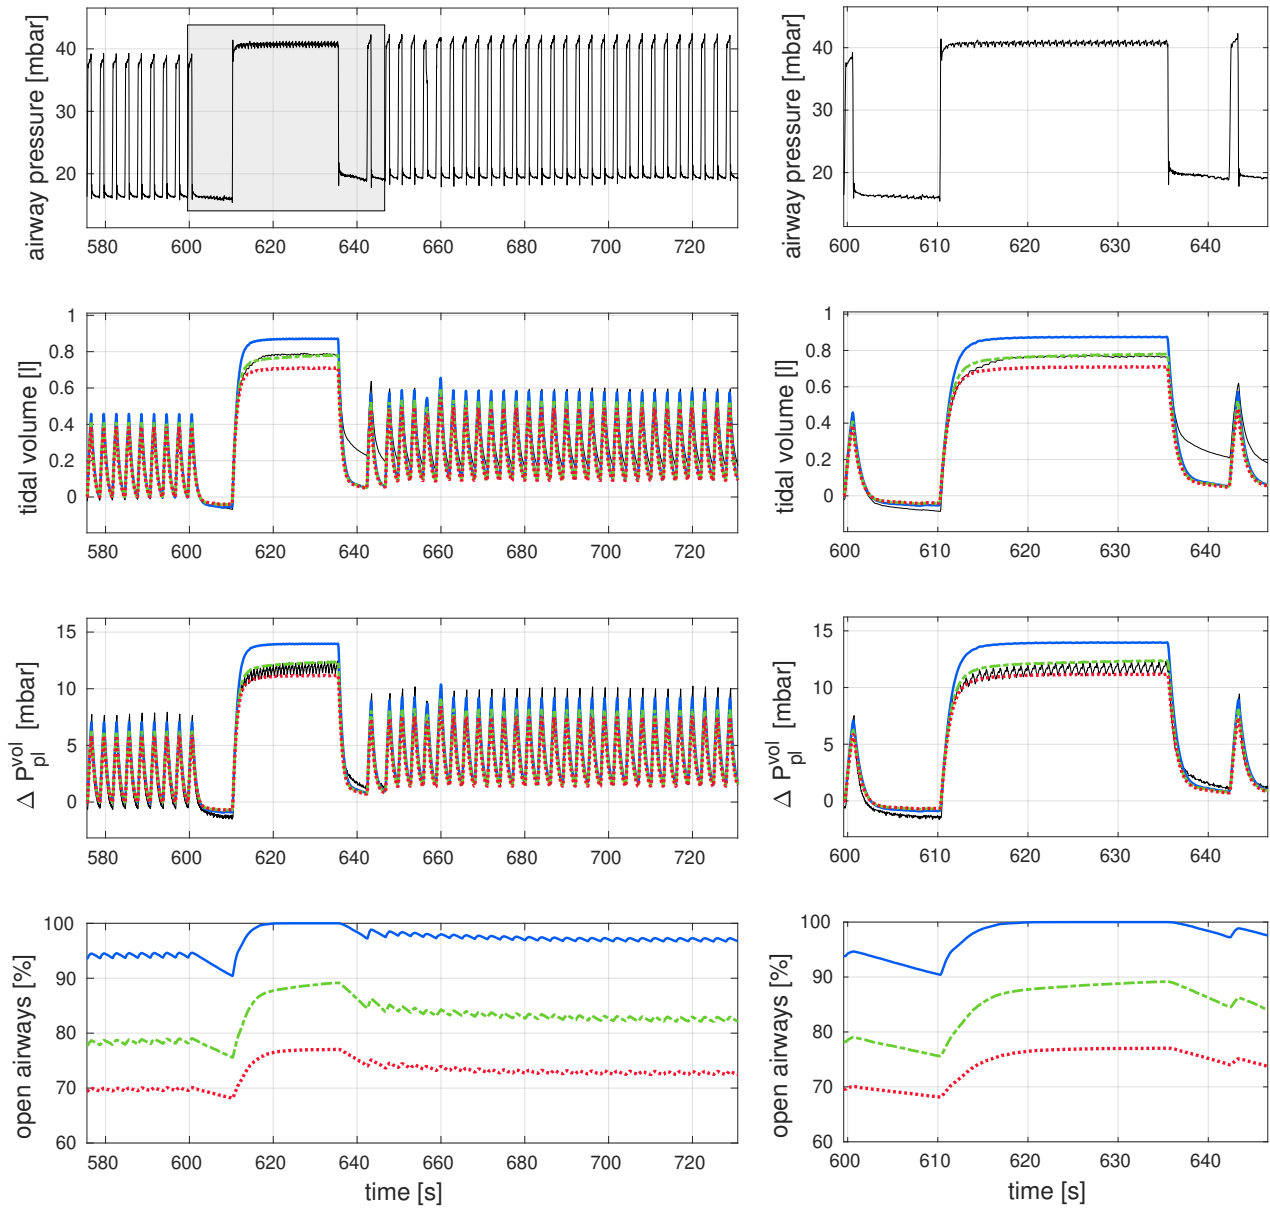 airway pressure [mbar]
40
30
20
580 600 620 640 660 680 700 720
airway pressure [mbar]
40
30
20
600 610 620 630 640
tidal volume [l]
1
0.8
0.6
0.4
0.2
0
580 600 620 640 660 680 700 720
tidal volume [l]
1
0.8
0.6
0.4
0.2
0
600 610 620 630 640
Δ P_pl^vol [mbar]
15
10
5
0
580 600 620 640 660 680 700 720
Δ P_pl^vol [mbar]
15
10
5
0
600 610 620 630 640
open airways [%]
100
90
80
70
60
580 600 620 640 660 680 700 720
time [s]
open airways [%]
100
90
80
70
60
600 610 620 630 640
time [s]